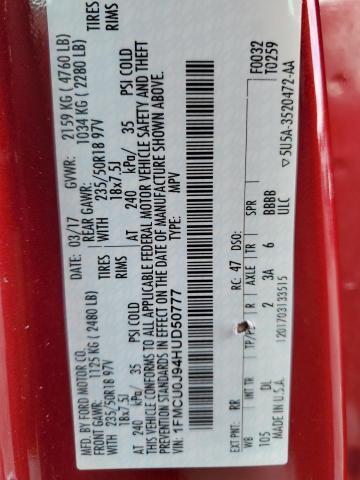 MFD. BY FORD MOTOR CO.
DATE: 03/17 GVWR: 2159 KG ( 4760 LB)
FRONT GAWR: 1125 KG ( 2480 LB) REAR GAWR: 1034 KG ( 2280 LB)
WITH 235/50R18 97V TIRES WITH 235/50R18 97V TIRES
18x7.5J RIMS 18x7.5J RIMS
AT 240 kPa/ 35 PSI COLD AT 240 kPa/ 35 PSI COLD
THIS VEHICLE CONFORMS TO ALL APPLICABLE FEDERAL MOTOR VEHICLE SAFETY, BUMPER, AND THEFT
PREVENTION STANDARDS IN EFFECT ON THE DATE OF MANUFACTURE SHOWN ABOVE.
VIN: 1FMCU0J94HUD50777
TYPE: MPV
F0032
T0259
EXT PNT: RR RC: 47 DSO:
WB INT TR TP/PS R AXLE TR SPR
105 DL 2 3A 6 BBBB
ULC
MADE IN U.S.A. 1201703133515
5U5A-3520472-AA